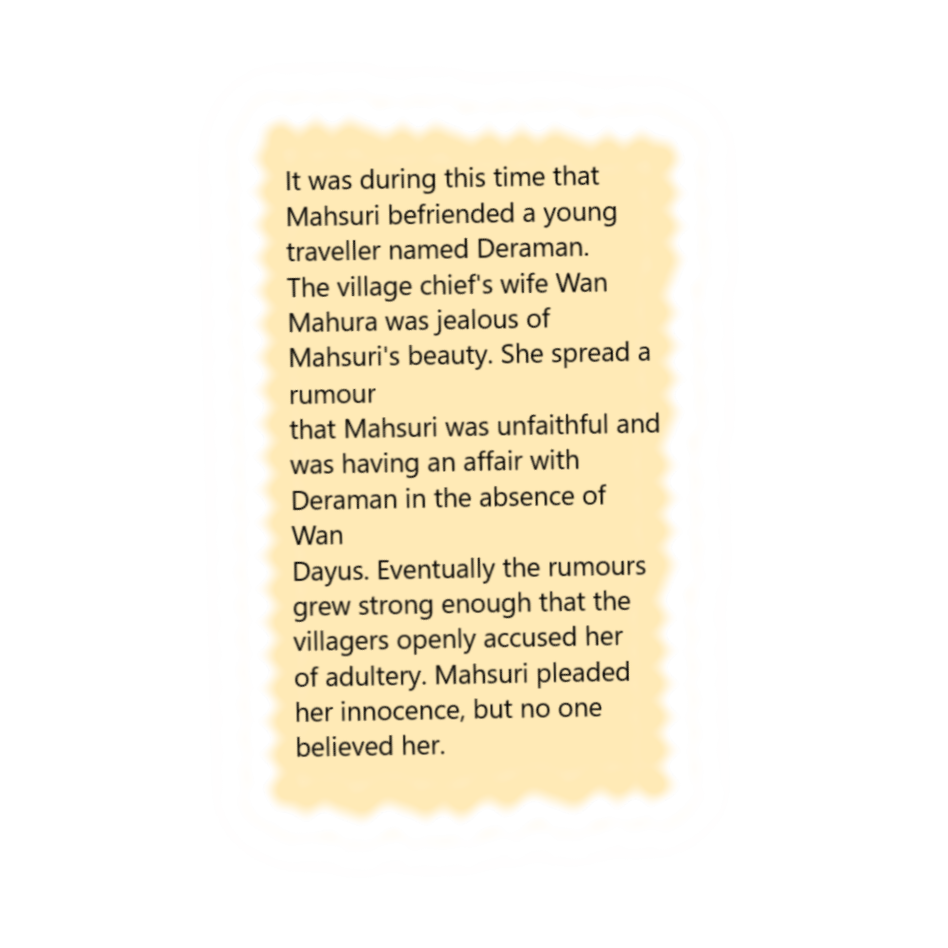 It was during this time that
Mahsuri befriended a young
traveller named Deraman.
The village chief's wife Wan
Mahura was jealous of
Mahsuri's beauty. She spread a
rumour
that Mahsuri was unfaithful and
was having an affair with
Deraman in the absence of
Wan
Dayus. Eventually the rumours
grew strong enough that the
villagers openly accused her
of adultery. Mahsuri pleaded
her innocence, but no one
believed her.